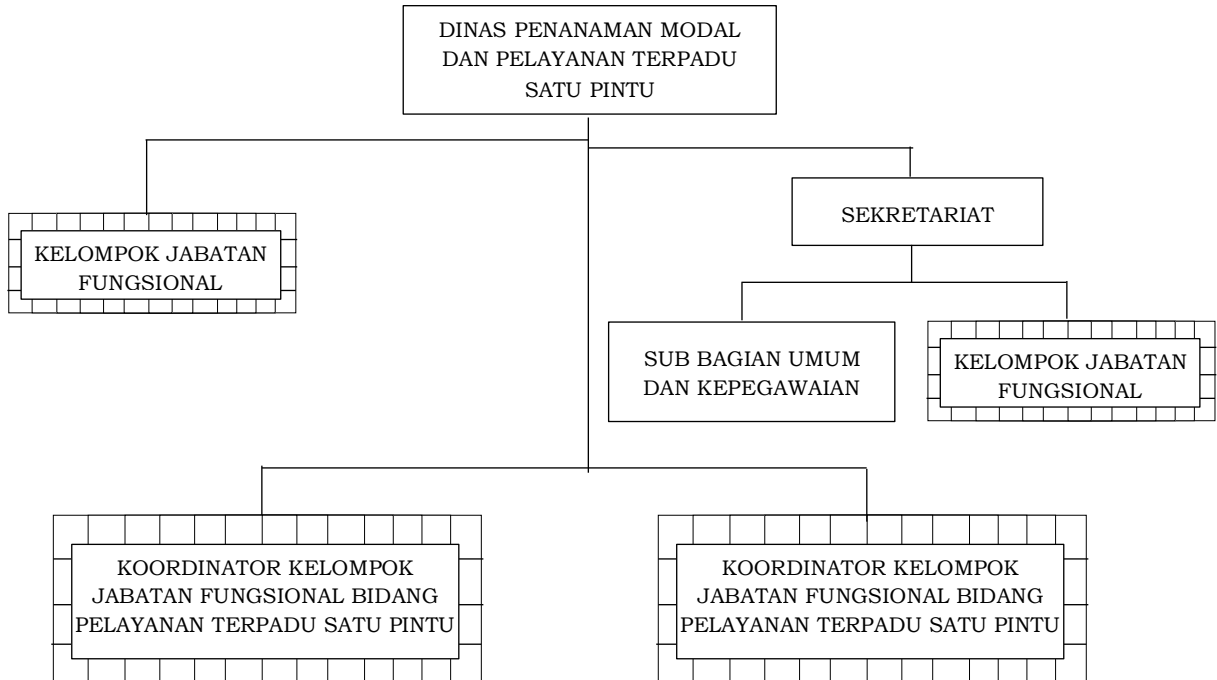 DINAS PENANAMAN MODAL
DAN PELAYANAN TERPADU
SATU PINTU
SEKRETARIAT
KELOMPOK JABATAN
FUNGSIONAL
SUB BAGIAN UMUM
DAN KEPEGAWAIAN
KELOMPOK JABATAN
FUNGSIONAL
KOORDINATOR KELOMPOK
JABATAN FUNGSIONAL BIDANG
PELAYANAN TERPADU SATU PINTU
KOORDINATOR KELOMPOK
JABATAN FUNGSIONAL BIDANG
PELAYANAN TERPADU SATU PINTU